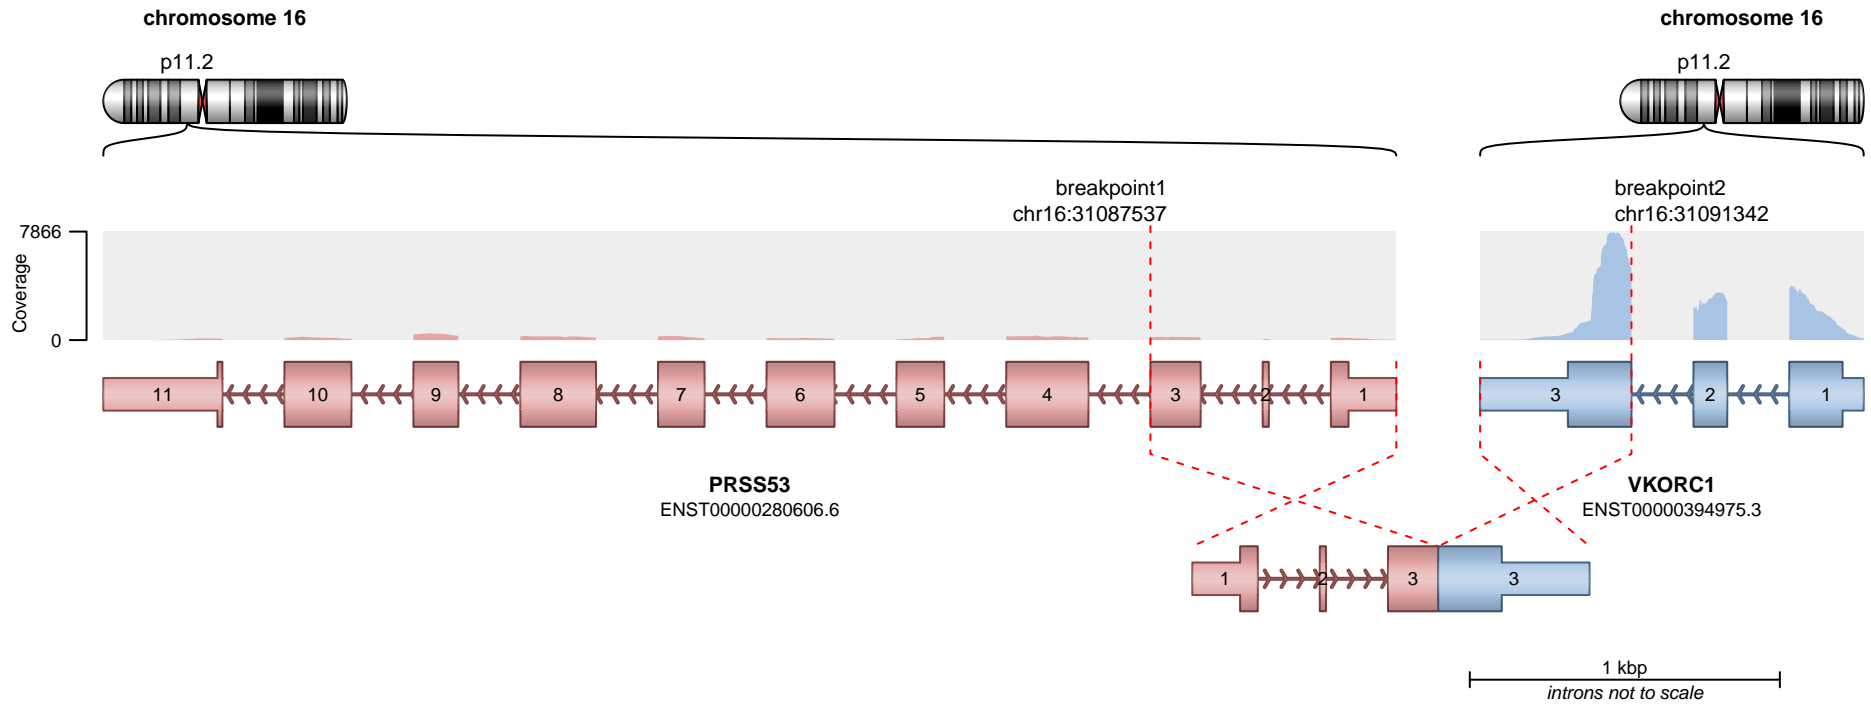 chromosome 16
chromosome 16
p11.2
p11.2
breakpoint1
chr16:31087537
breakpoint2
chr16:31091342
7866
Coverage
0
11 10 9 8 7 6 5 4 3 2 1
3 2 1
PRSS53
ENST00000280606.6
VKORC1
ENST00000394975.3
1 2 3 3
1 kbp
introns not to scale